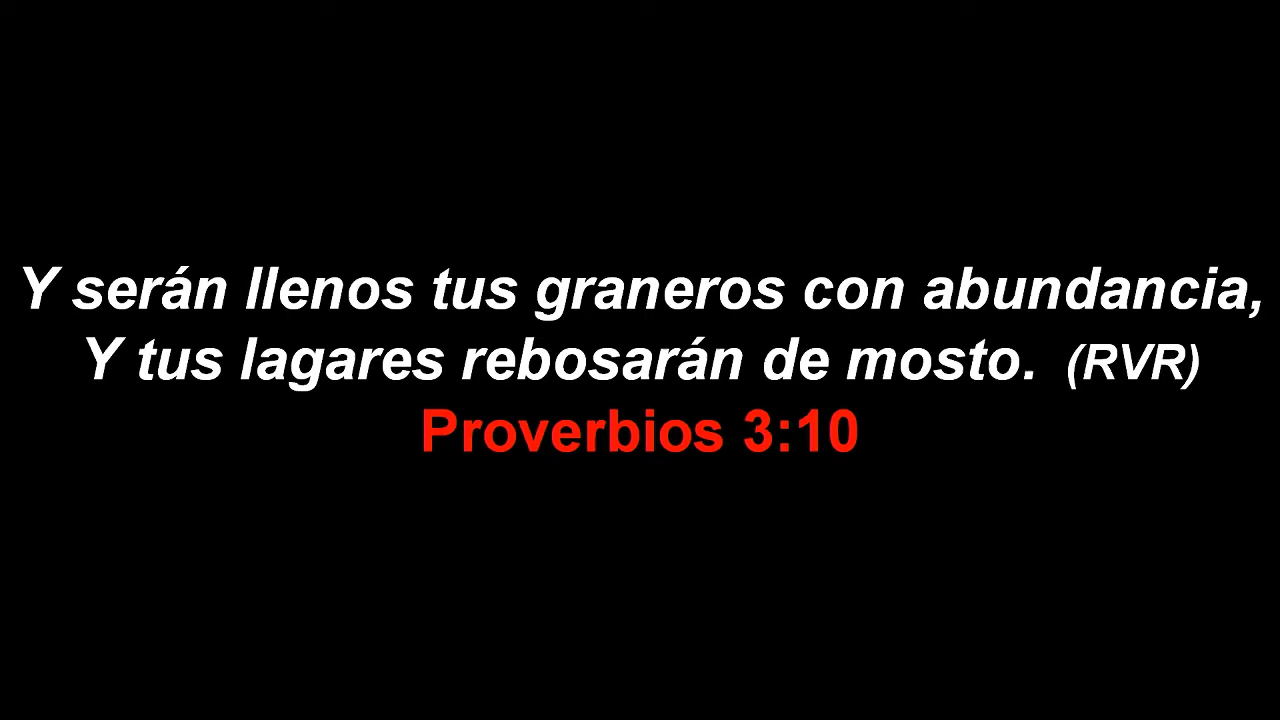 Y serán llenos tus graneros con abundancia,
Y tus lagares rebosarán de mosto. (RVR)
Proverbios 3:10